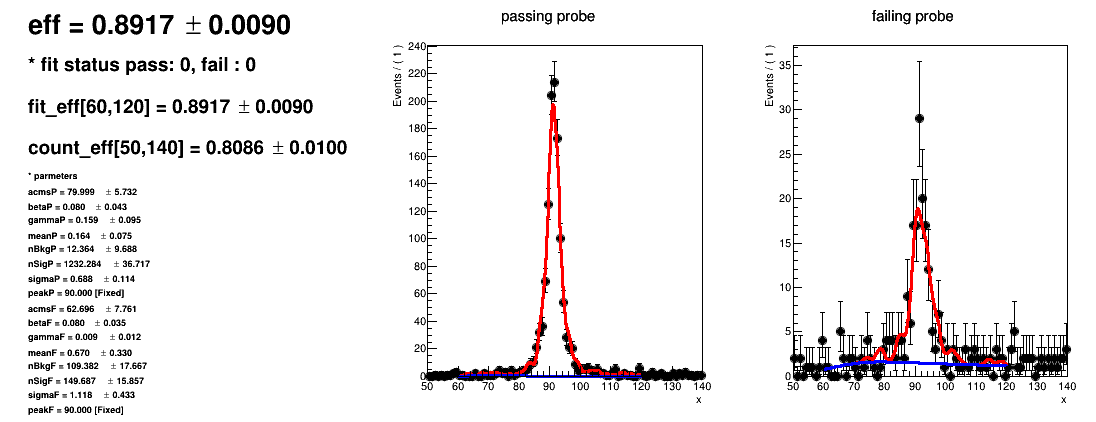 eff = 0.8917 ± 0.0090
* fit status pass: 0, fail : 0
fit_eff[60,120] = 0.8917 ± 0.0090
count_eff[50,140] = 0.8086 ± 0.0100
* parmeters
acmsP = 79.999 ± 5.732
betaP = 0.080 ± 0.043
gammaP = 0.159 ± 0.095
meanP = 0.164 ± 0.075
nBkgP = 12.364 ± 9.688
nSigP = 1232.284 ± 36.717
sigmaP = 0.688 ± 0.114
peakP = 90.000 [Fixed]
acmsF = 62.696 ± 7.761
betaF = 0.080 ± 0.035
gammaF = 0.009 ± 0.012
meanF = 0.670 ± 0.330
nBkgF = 109.382 ± 17.667
nSigF = 149.687 ± 15.857
sigmaF = 1.118 ± 0.433
peakF = 90.000 [Fixed]
passing probe
Events / ( 1 )
240
220
200
180
160
140
120
100
80
60
40
20
0
50 60 70 80 90 100 110 120 130 140
x
failing probe
Events / ( 1 )
35
30
25
20
15
10
5
0
50 60 70 80 90 100 110 120 130 140
x